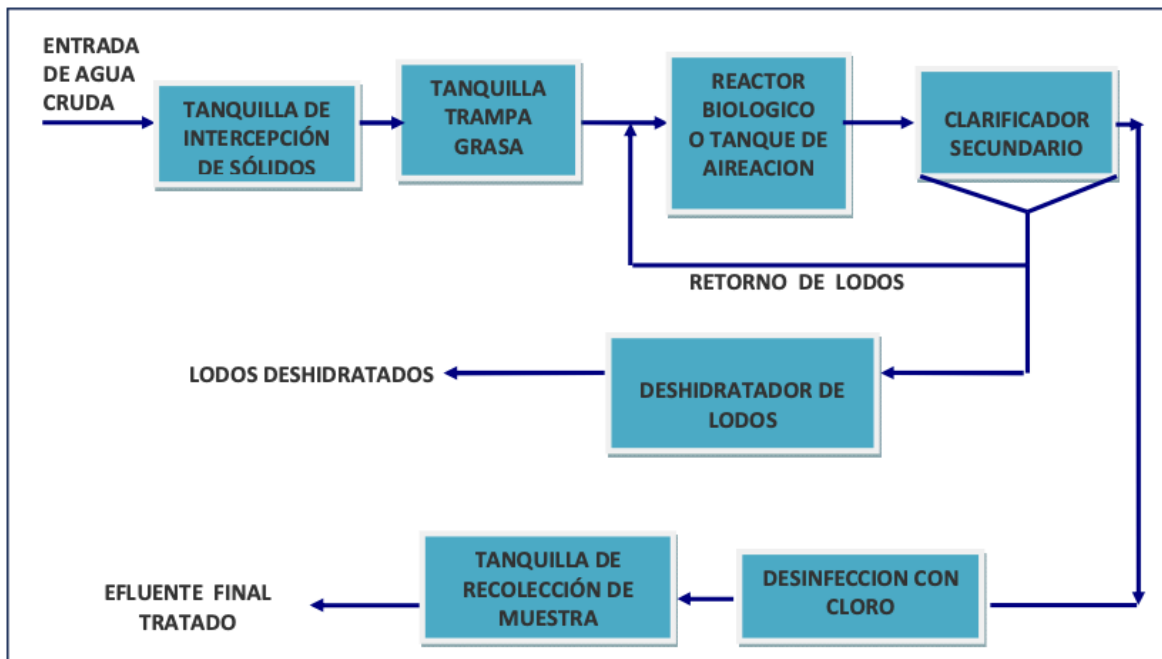 ENTRADA
DE AGUA
CRUDA
TANQUILLA DE
INTERCEPCIÓN
DE SÓLIDOS
TANQUILLA
TRAMPA
GRASA
REACTOR
BIOLOGICO
O TANQUE DE
AIREACION
CLARIFICADOR
SECUNDARIO
RETORNO DE LODOS
LODOS DESHIDRATADOS
DESHIDRATADOR DE
LODOS
EFLUENTE FINAL
TRATADO
TANQUILLA DE
RECOLECCIÓN DE
MUESTRA
DESINFECCION CON
CLORO